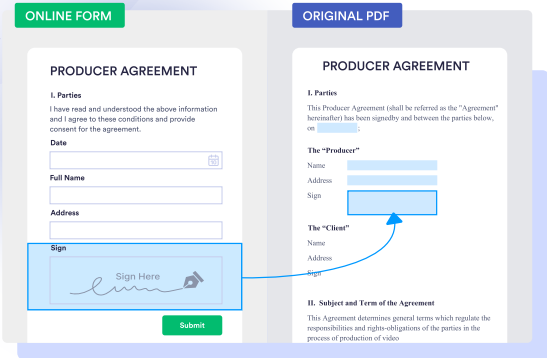 ONLINE FORM
PRODUCER AGREEMENT
I. Parties
I have read and understood the above information
and I agree to these conditions and provide
consent for the agreement.
Date
Full Name
Address
Sign
Sign Here
Submit
ORIGINAL PDF
PRODUCER AGREEMENT
I. Parties
This Producer Agreement (shall be referred as the "Agreement"
hereinafter) has been signedby and between the parties below,
on ;
The “Producer”
Name
Address
Sign
The “Client”
Name
Address
Sign
II. Subject and Term of the Agreement
This Agreement determines general terms which regulate the
responsibilities and rights-obligations of the parties in the
process of production of video